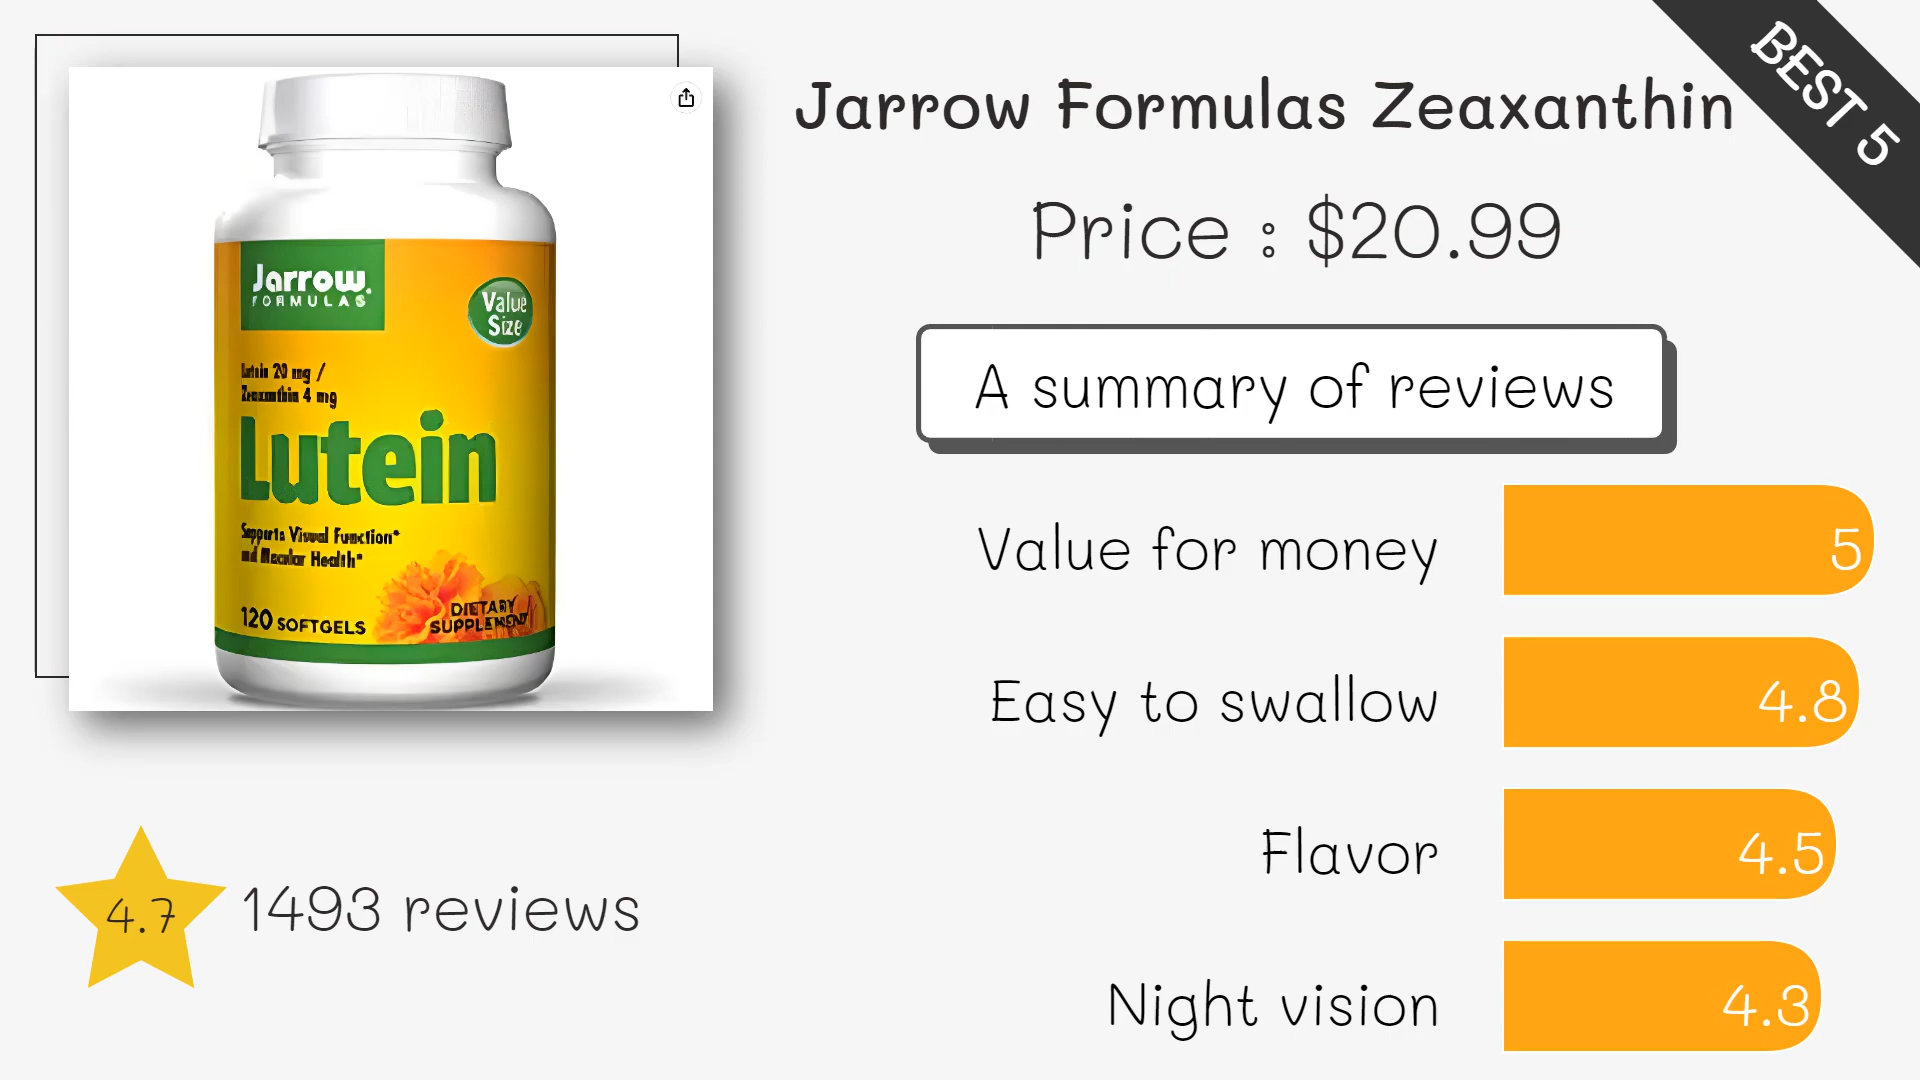 BEST 5
Jarrow Formulas Zeaxanthin
Price : $20.99
A summary of reviews
Value for money 5
Easy to swallow 4.8
Flavor 4.5
Night vision 4.3
Jarrow
FORMULAS
Value
Size
Lutein 20 mg /
Zeaxanthin 4 mg
Lutein
Supports Visual Function*
and Macular Health*
120 SOFTGELS
DIETARY
SUPPLEMENT
4.7 1493 reviews